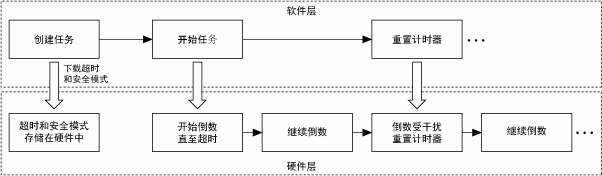 软件层
创建任务
开始任务
重置计时器
下载超时
和安全模式
超时和安全模式
存储在硬件中
开始倒数
直至超时
继续倒数
倒数受干扰
重置计时器
继续倒数
硬件层